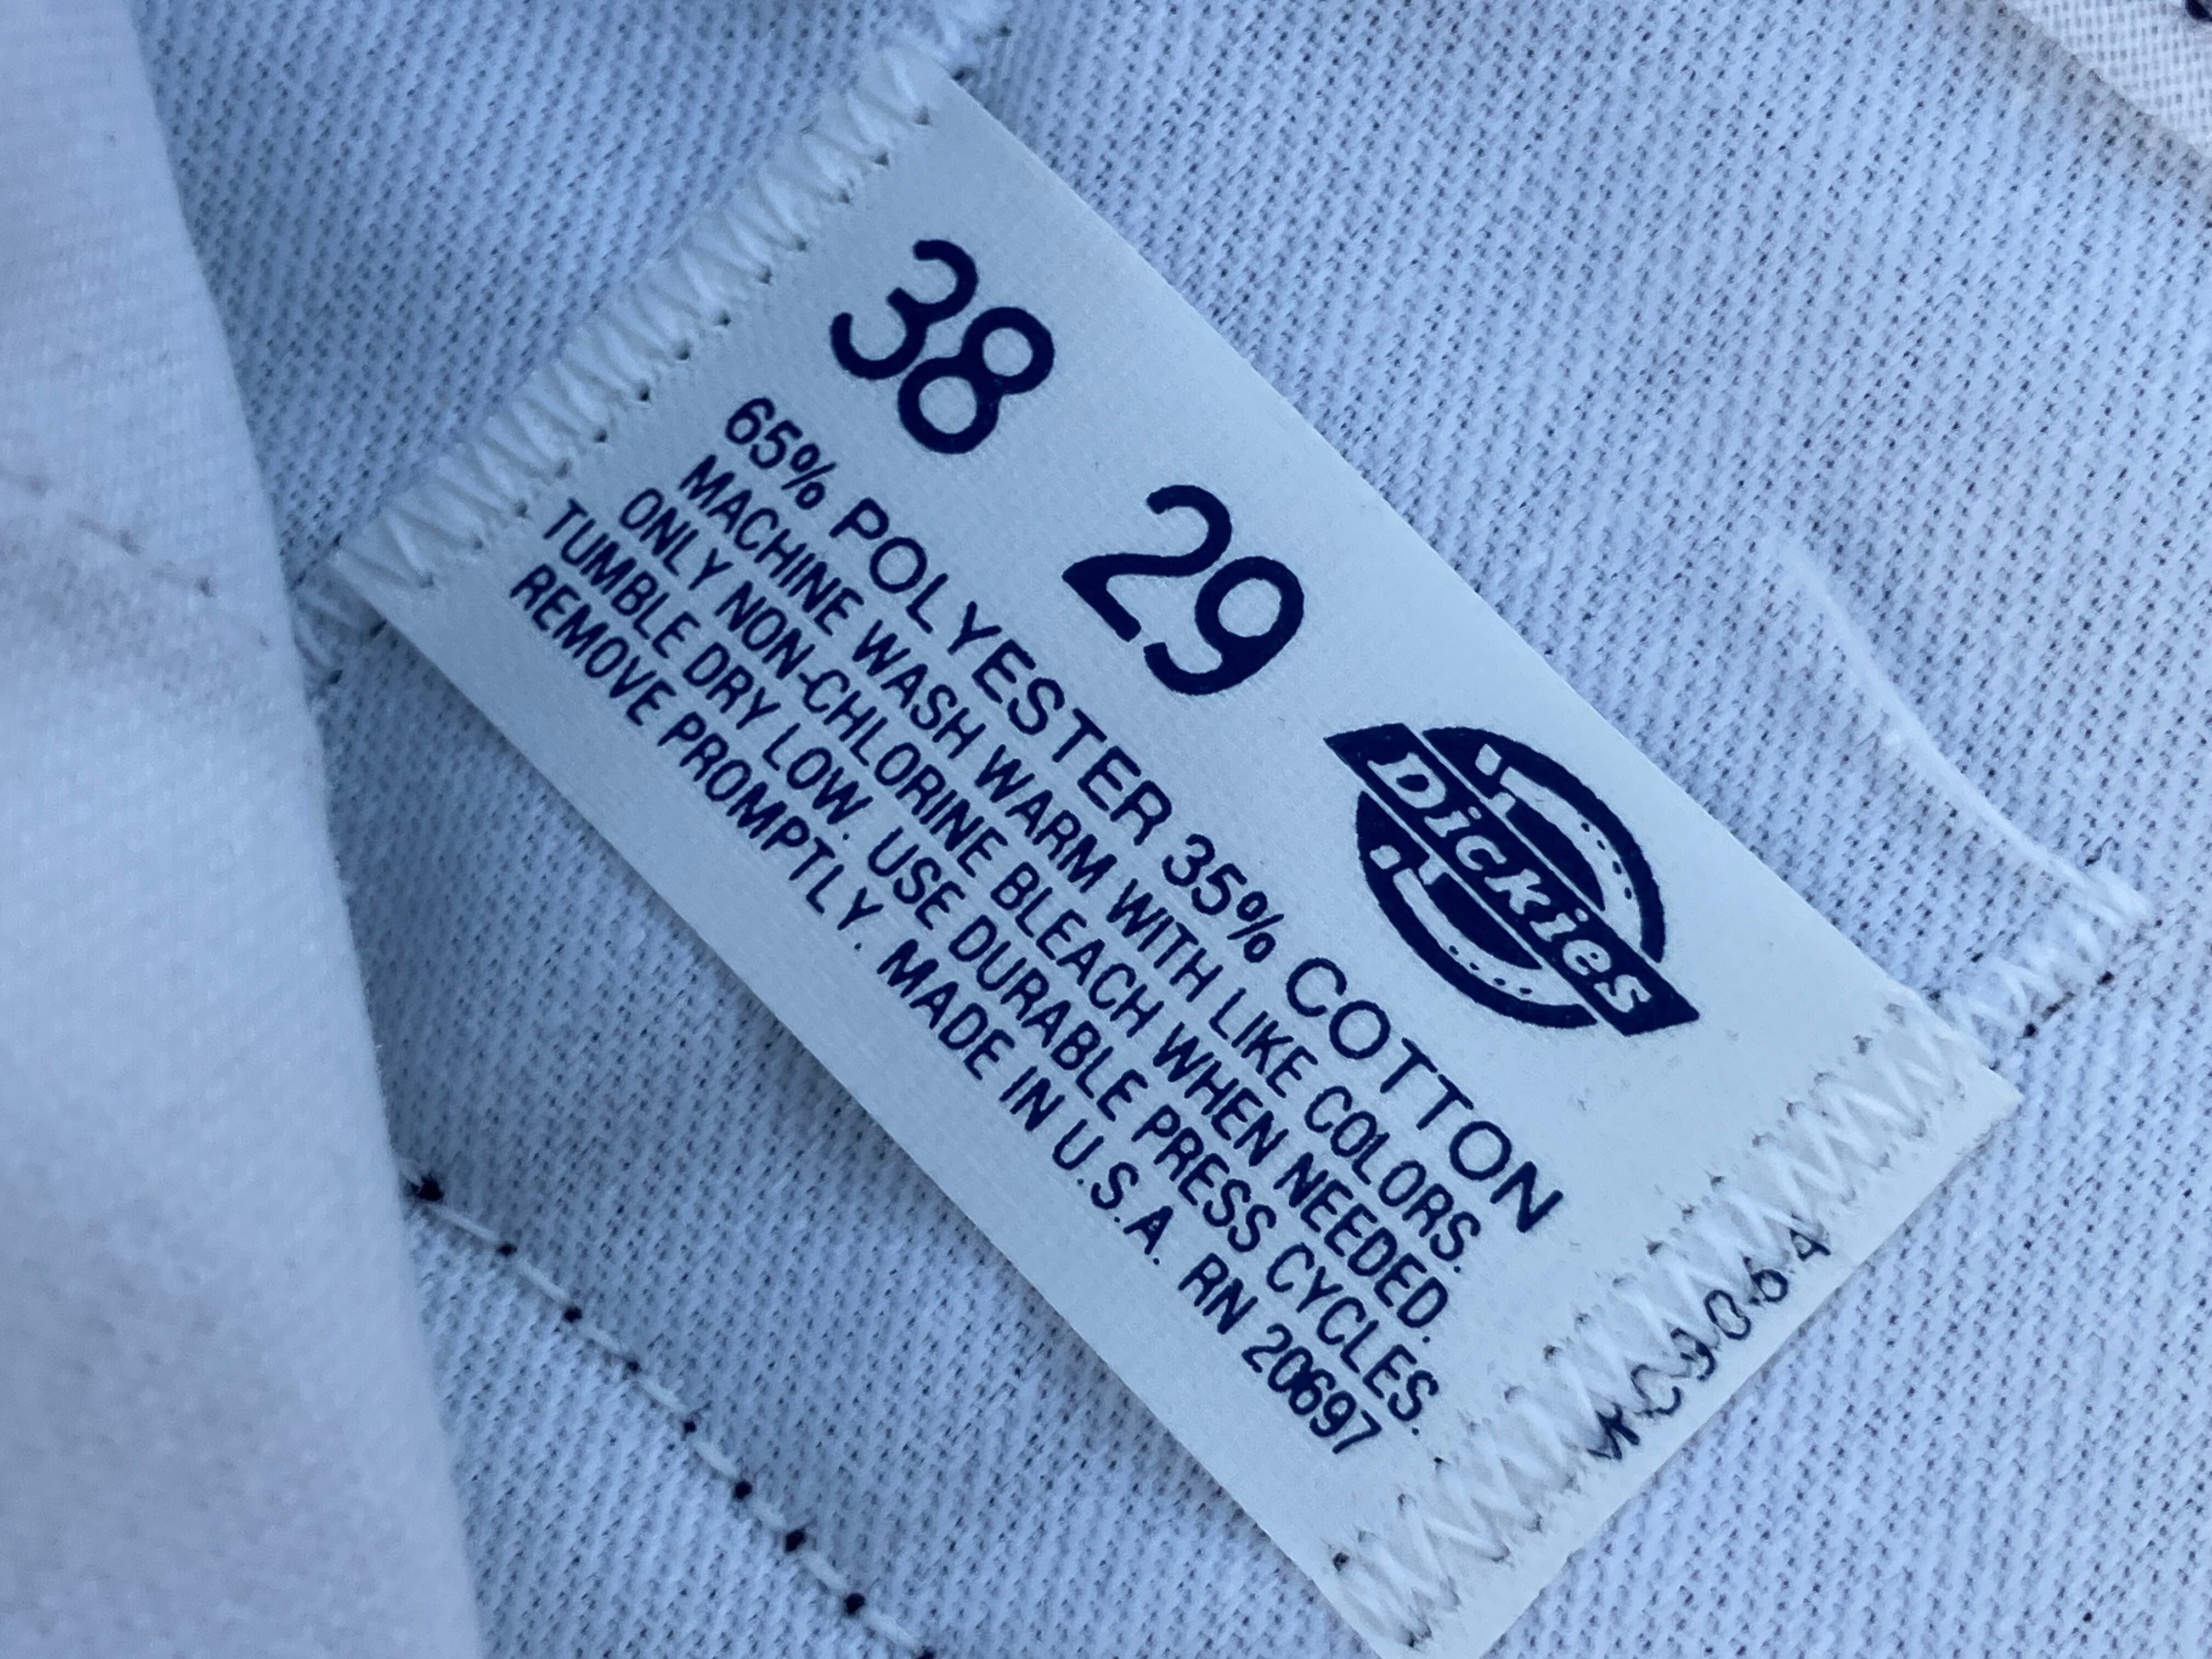 38 29
Dickies
65% POLYESTER 35% COTTON
MACHINE WASH WARM WITH LIKE COLORS.
ONLY NON-CHLORINE BLEACH WHEN NEEDED.
TUMBLE DRY LOW. USE DURABLE PRESS CYCLES.
REMOVE PROMPTLY. MADE IN U.S.A. RN 20697